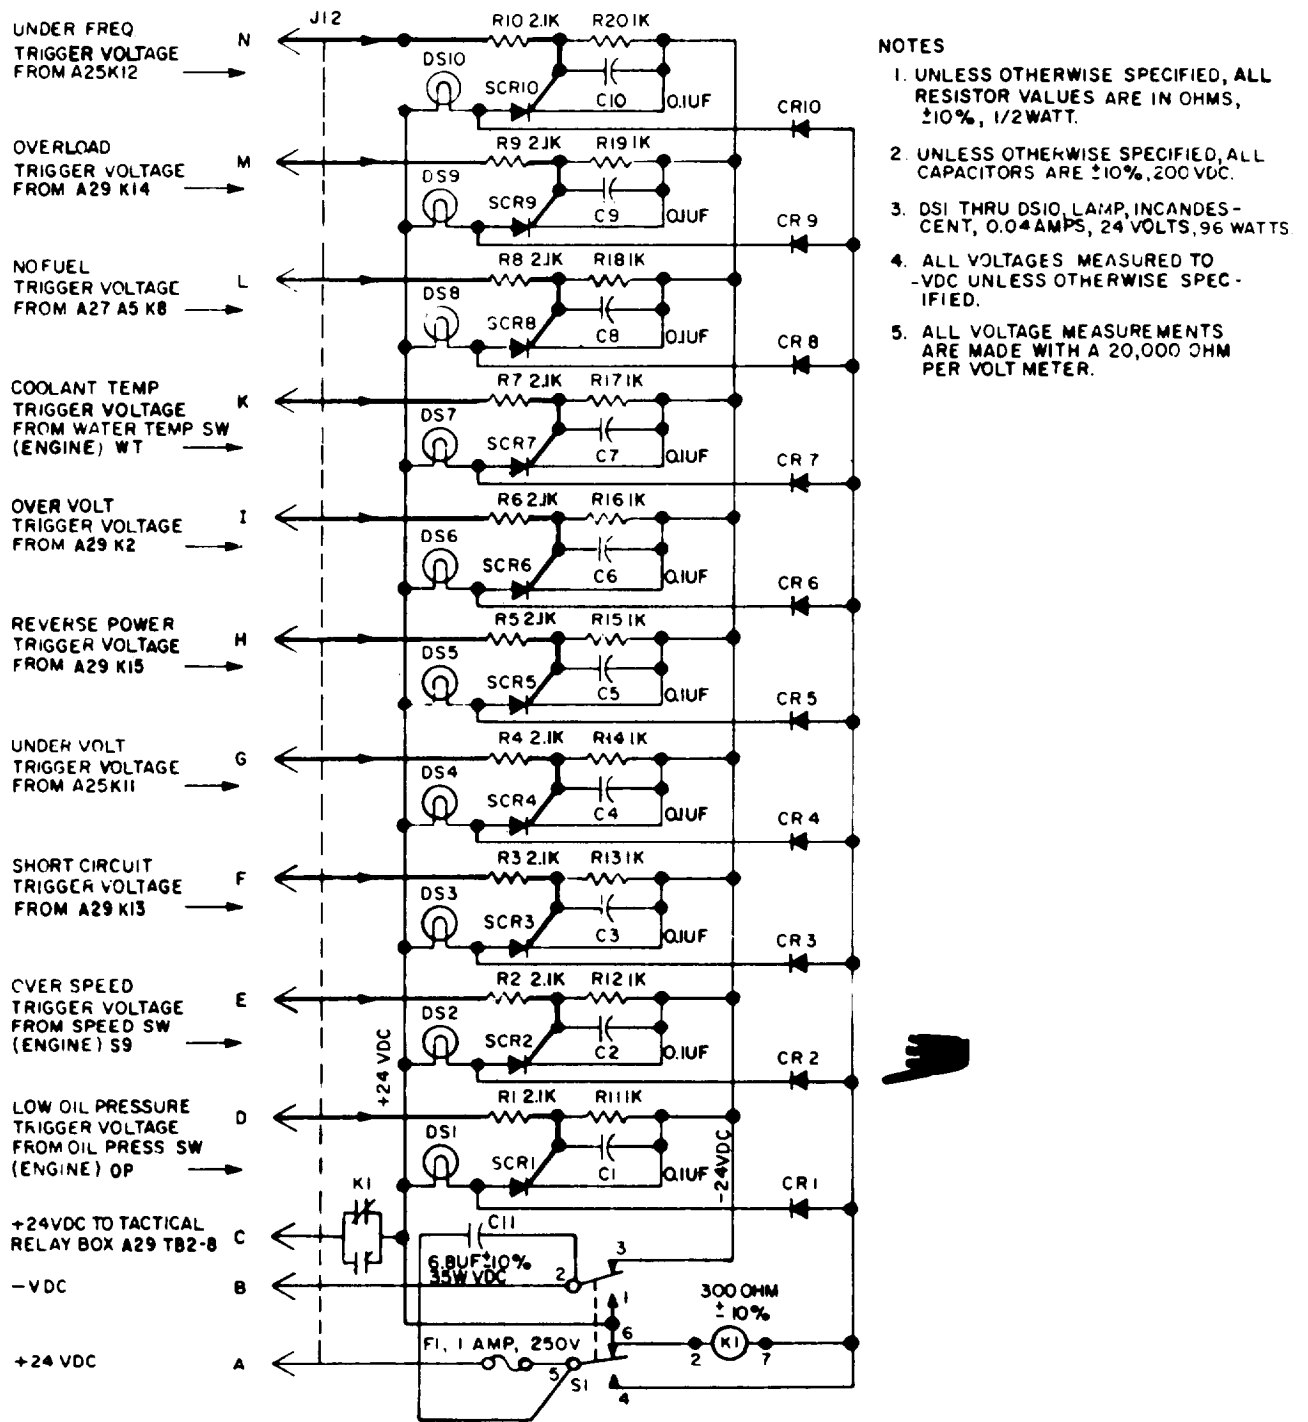 J12
UNDER FREQ
TRIGGER VOLTAGE
FROM A25K12
N
R10 2.1K
R20 1K
DS10
SCR10
C10
0.1UF
CR10
OVERLOAD
TRIGGER VOLTAGE
FROM A29 K14
M
R9 2.1K
R19 1K
DS9
SCR9
C9
0.1UF
CR 9
NO FUEL
TRIGGER VOLTAGE
FROM A27 A5 K8
L
R8 2.1K
R18 1K
DS8
SCR8
C8
0.1UF
CR 8
COOLANT TEMP
TRIGGER VOLTAGE
FROM WATER TEMP SW
(ENGINE) WT
K
R7 2.1K
R17 1K
DS7
SCR7
C7
0.1UF
CR 7
OVER VOLT
TRIGGER VOLTAGE
FROM A29 K2
I
R6 2.1K
R16 1K
DS6
SCR6
C6
0.1UF
CR 6
REVERSE POWER
TRIGGER VOLTAGE
FROM A29 K15
H
R5 2.1K
R15 1K
DS5
SCR5
C5
0.1UF
CR 5
UNDER VOLT
TRIGGER VOLTAGE
FROM A25K11
G
R4 2.1K
R14 1K
DS4
SCR4
C4
0.1UF
CR 4
SHORT CIRCUIT
TRIGGER VOLTAGE
FROM A29 K13
F
R3 2.1K
R13 1K
DS3
SCR3
C3
0.1UF
CR 3
OVER SPEED
TRIGGER VOLTAGE
FROM SPEED SW
(ENGINE) S9
E
R2 2.1K
R12 1K
DS2
SCR2
C2
0.1UF
CR 2
+24 VDC
LOW OIL PRESSURE
TRIGGER VOLTAGE
FROM OIL PRESS SW
(ENGINE) OP
D
R1 2.1K
R11 1K
DS1
SCR1
C1
0.1UF
-24VDC
CR 1
K1
+24VDC TO TACTICAL
RELAY BOX A29 TB2-8
C
C11
6.8UF ±10%
35W VDC
-VDC
B
2
3
1
300 OHM
± 10%
+24 VDC
A
F1, 1 AMP, 250V
5
S1
6
4
2
K1
7
NOTES
1. UNLESS OTHERWISE SPECIFIED, ALL
RESISTOR VALUES ARE IN OHMS,
±10%, 1/2 WATT.
2. UNLESS OTHERWISE SPECIFIED, ALL
CAPACITORS ARE ±10%, 200 VDC.
3. DS1 THRU DS10, LAMP, INCANDES-
CENT, 0.04 AMPS, 24 VOLTS, 96 WATTS
4. ALL VOLTAGES MEASURED TO
-VDC UNLESS OTHERWISE SPEC-
IFIED.
5. ALL VOLTAGE MEASUREMENTS
ARE MADE WITH A 20,000 OHM
PER VOLT METER.